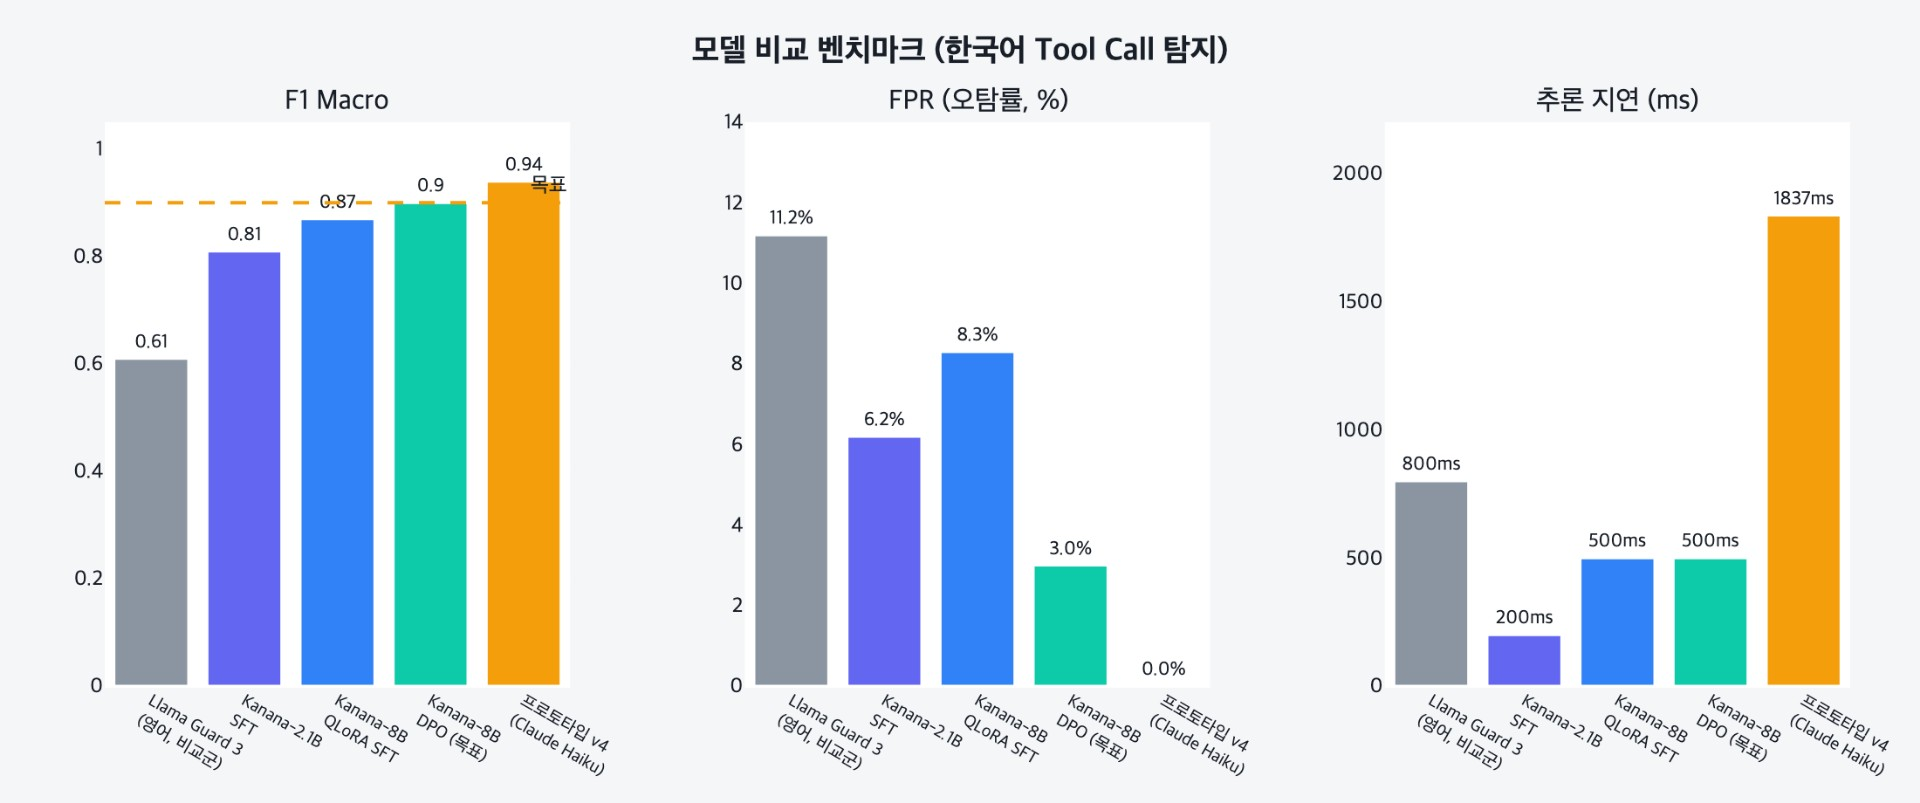 모델 비교 벤치마크 (한국어 Tool Call 탐지)
F1 Macro
1
0.8
0.6
0.4
0.2
0
0.61
0.81
0.87
0.9
0.94
목표
Llama Guard 3
(영어, 비교군)
Kanana-2.1B
SFT
Kanana-8B
QLoRA SFT
Kanana-8B
DPO (목표)
프로토타입 v4
(Claude Haiku)
FPR (오탐률, %)
14
12
10
8
6
4
2
0
11.2%
6.2%
8.3%
3.0%
0.0%
Llama Guard 3
(영어, 비교군)
Kanana-2.1B
SFT
Kanana-8B
QLoRA SFT
Kanana-8B
DPO (목표)
프로토타입 v4
(Claude Haiku)
추론 지연 (ms)
2000
1500
1000
500
0
800ms
200ms
500ms
500ms
1837ms
Llama Guard 3
(영어, 비교군)
Kanana-2.1B
SFT
Kanana-8B
QLoRA SFT
Kanana-8B
DPO (목표)
프로토타입 v4
(Claude Haiku)